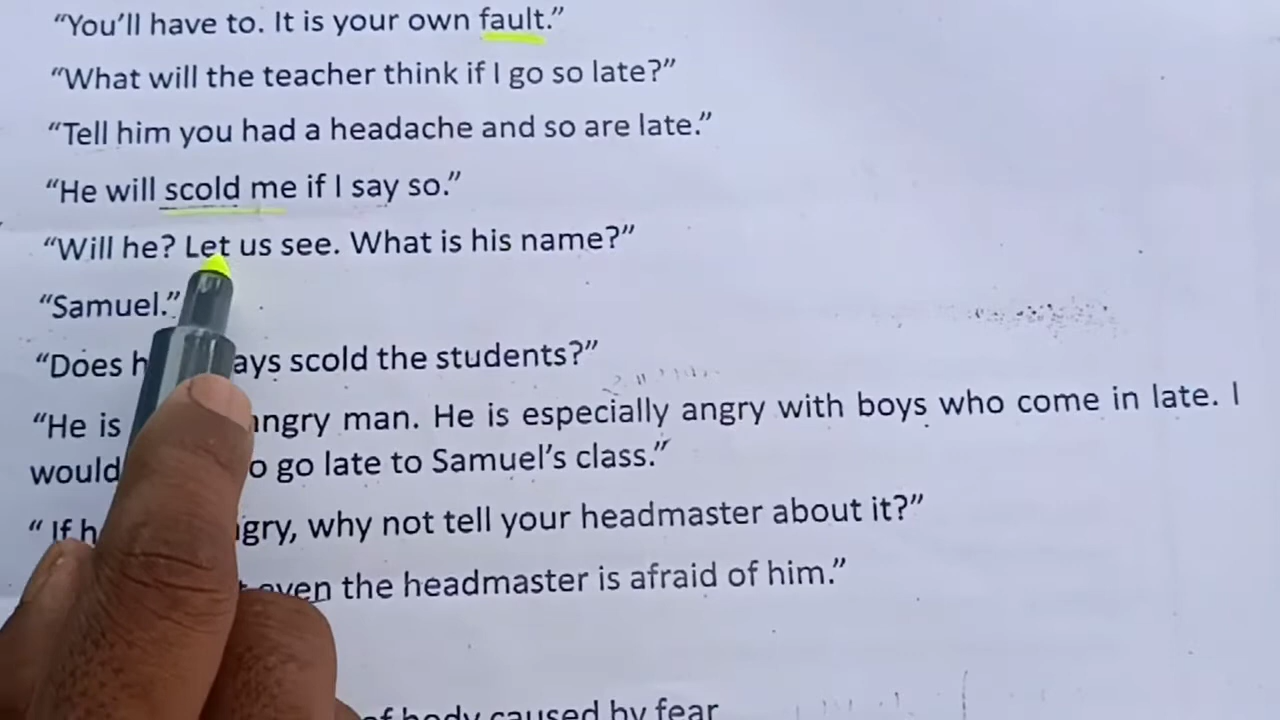 “You’ll have to. It is your own fault.”
“What will the teacher think if I go so late?”
“Tell him you had a headache and so are late.”
“He will scold me if I say so.”
“Will he? Let us see. What is his name?”
“Samuel.”
“Does scold the students?”
“He is angry man. He is especially angry with boys who come in late. I
would go late to Samuel’s class.”
“If why not tell your headmaster about it?”
even the headmaster is afraid of him.”
of body caused by fear